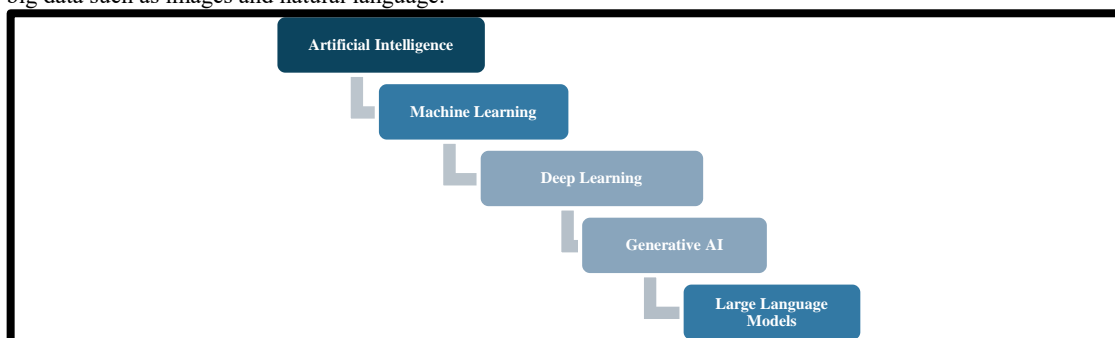 big data such as images and natural language.
Artificial Intelligence
Machine Learning
Deep Learning
Generative AI
Large Language
Models